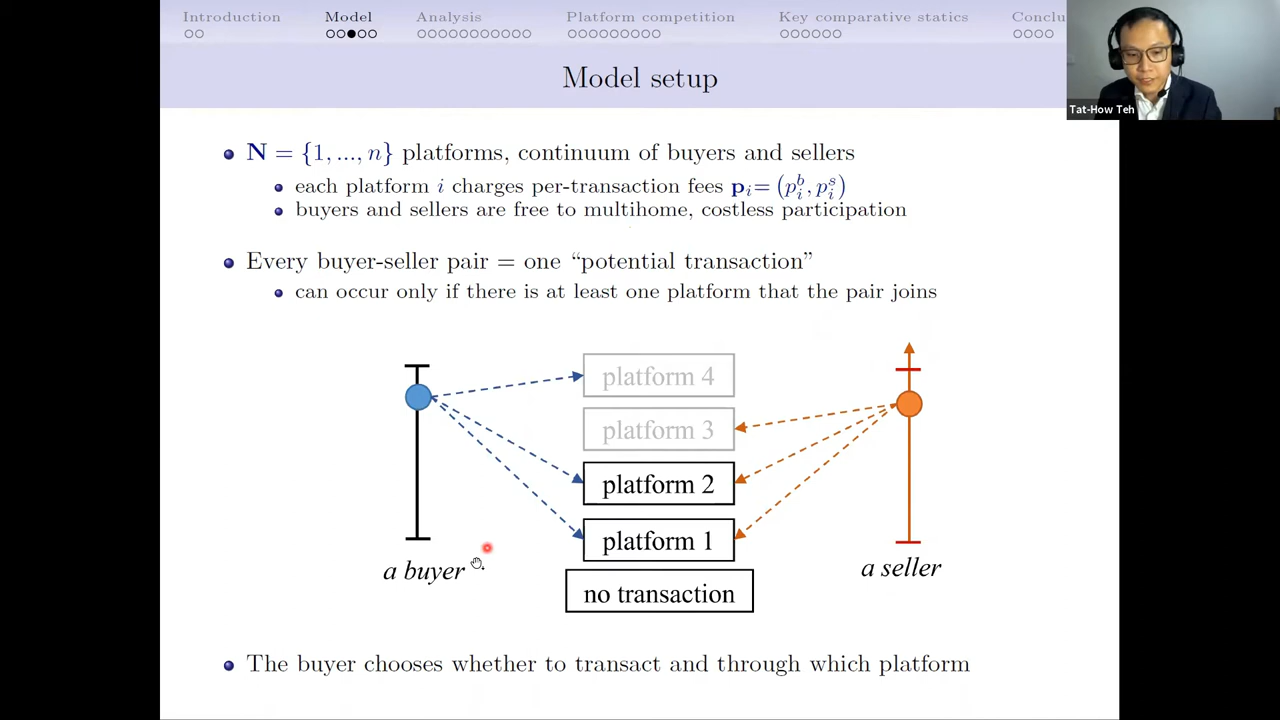 Introduction Model Analysis Platform competition Key comparative statics Conclu
Model setup
Tat-How Teh
N = {1, ..., n} platforms, continuum of buyers and sellers
each platform i charges per-transaction fees p_i = (p_i^b, p_i^s)
buyers and sellers are free to multihome, costless participation
Every buyer-seller pair = one “potential transaction”
can occur only if there is at least one platform that the pair joins
platform 4
platform 3
platform 2
platform 1
a buyer
a seller
no transaction
The buyer chooses whether to transact and through which platform